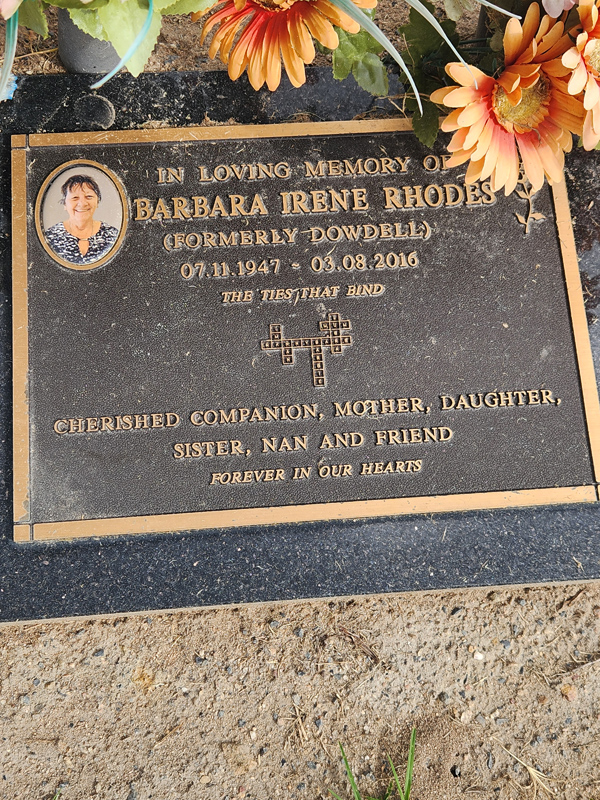 IN LOVING MEMORY OF
BARBARA IRENE RHODES
(FORMERLY DOWDELL)
07.11.1947 - 03.08.2016
THE TIES THAT BIND
CHERISHED COMPANION, MOTHER, DAUGHTER,
SISTER, NAN AND FRIEND
FOREVER IN OUR HEARTS